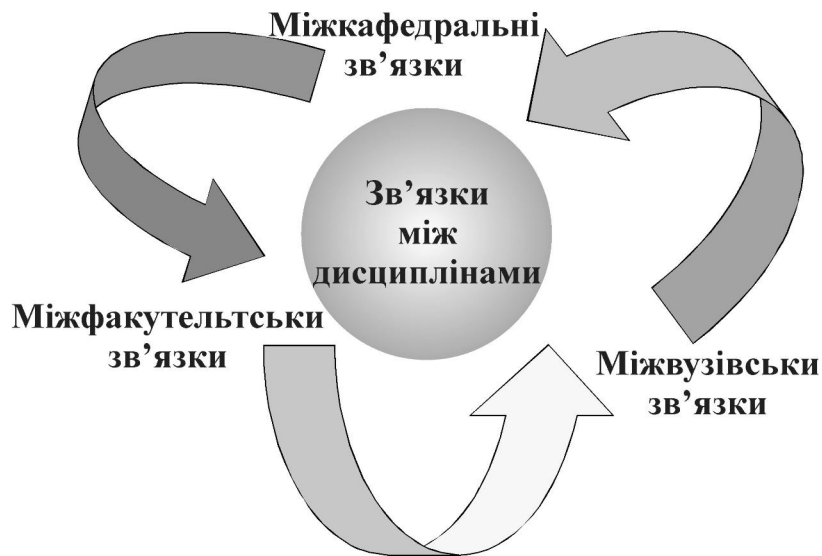 Міжкафедральні
зв’язки
Зв’язки
між
дисциплінами
Міжфакутельтськи
зв’язки
Міжвузівськи
зв’язки